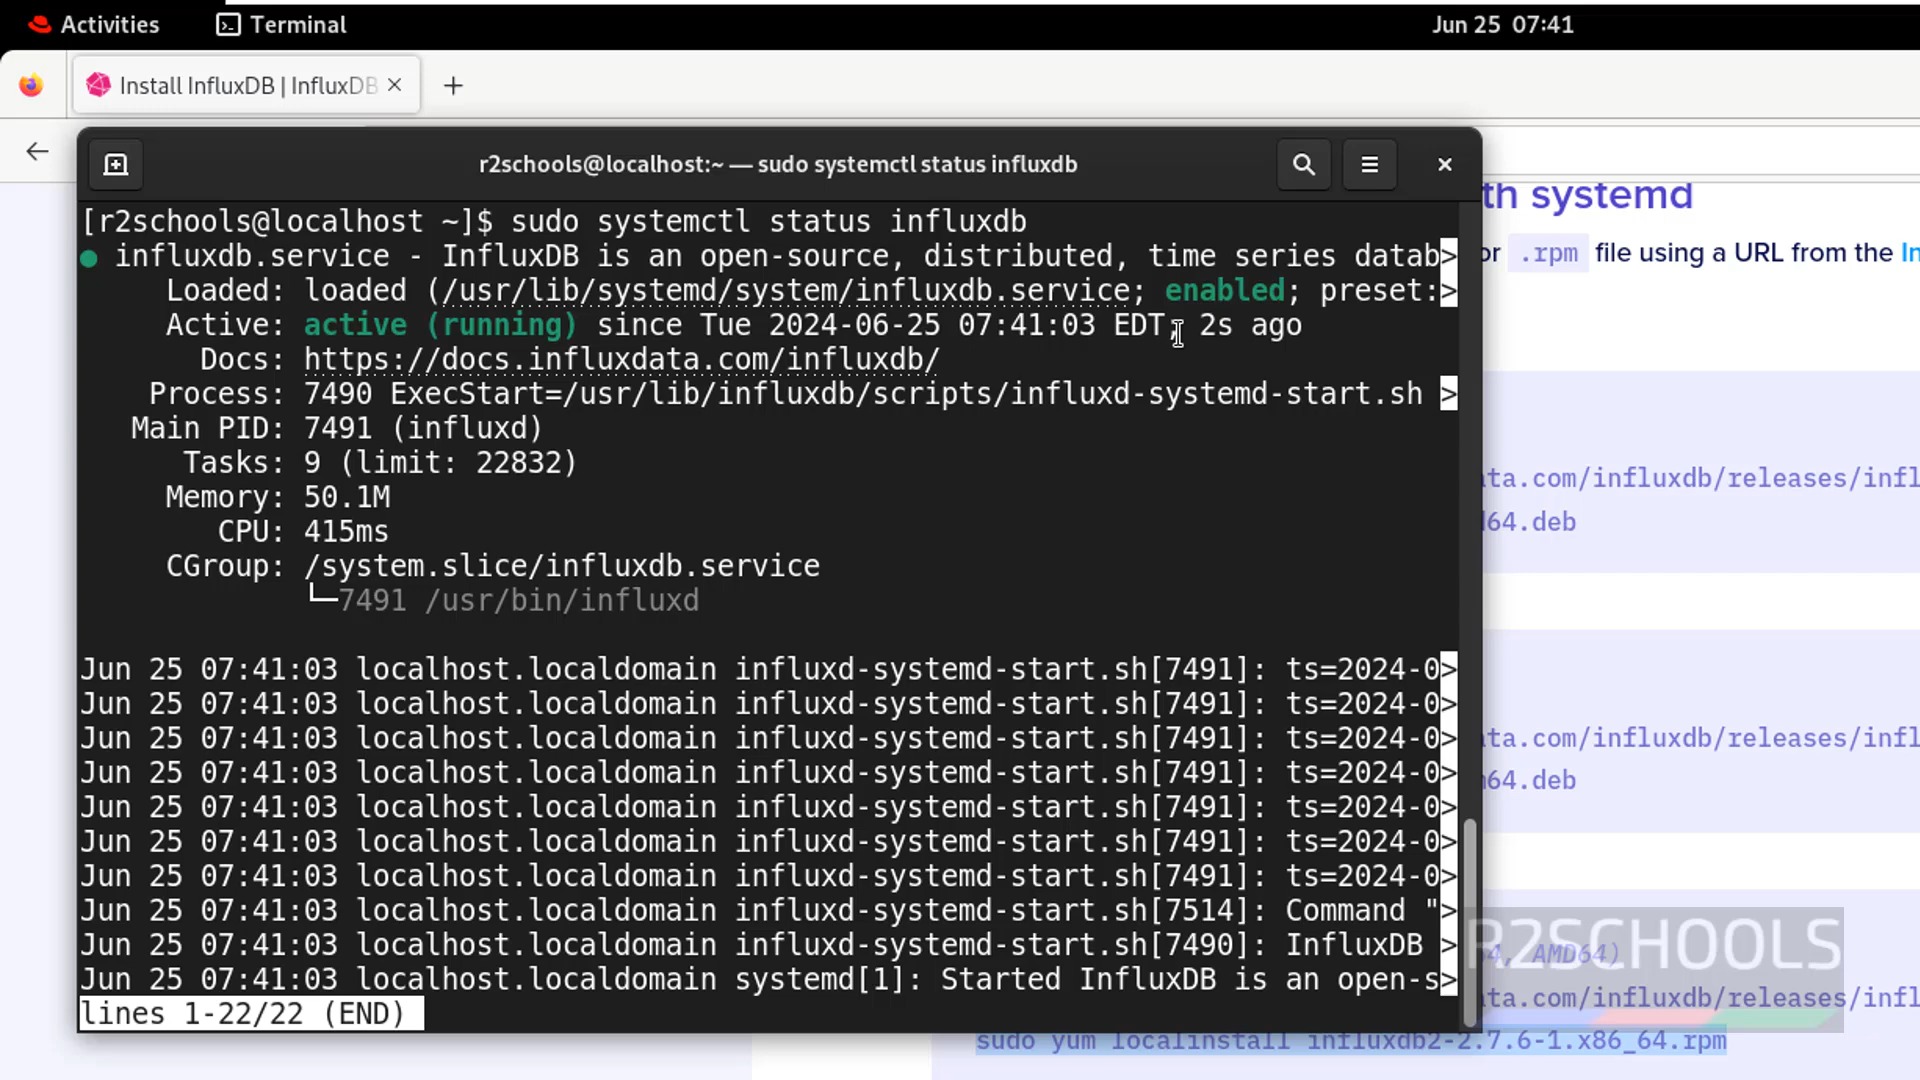 Activities
Terminal
Jun 25 07:41
Install InfluxDB | InfluxDB
r2schools@localhost:~ — sudo systemctl status influxdb
[r2schools@localhost ~]$ sudo systemctl status influxdb
● influxdb.service - InfluxDB is an open-source, distributed, time series datab>
Loaded: loaded (/usr/lib/systemd/system/influxdb.service; enabled; preset:>
Active: active (running) since Tue 2024-06-25 07:41:03 EDT, 2s ago
Docs: https://docs.influxdata.com/influxdb/
Process: 7490 ExecStart=/usr/lib/influxdb/scripts/influxd-systemd-start.sh >
Main PID: 7491 (influxd)
Tasks: 9 (limit: 22832)
Memory: 50.1M
CPU: 415ms
CGroup: /system.slice/influxdb.service
└─7491 /usr/bin/influxd
Jun 25 07:41:03 localhost.localdomain influxd-systemd-start.sh[7491]: ts=2024-0>
Jun 25 07:41:03 localhost.localdomain influxd-systemd-start.sh[7491]: ts=2024-0>
Jun 25 07:41:03 localhost.localdomain influxd-systemd-start.sh[7491]: ts=2024-0>
Jun 25 07:41:03 localhost.localdomain influxd-systemd-start.sh[7491]: ts=2024-0>
Jun 25 07:41:03 localhost.localdomain influxd-systemd-start.sh[7491]: ts=2024-0>
Jun 25 07:41:03 localhost.localdomain influxd-systemd-start.sh[7491]: ts=2024-0>
Jun 25 07:41:03 localhost.localdomain influxd-systemd-start.sh[7491]: ts=2024-0>
Jun 25 07:41:03 localhost.localdomain influxd-systemd-start.sh[7514]: Command ">
Jun 25 07:41:03 localhost.localdomain influxd-systemd-start.sh[7490]: InfluxDB >
Jun 25 07:41:03 localhost.localdomain systemd[1]: Started InfluxDB is an open-s>
lines 1-22/22 (END)
th systemd
or .rpm file using a URL from the In
ta.com/influxdb/releases/infl
64.deb
ta.com/influxdb/releases/infl
64.deb
R2SCHOOLS
4, AMD64)
ta.com/influxdb/releases/infl
sudo yum localinstall influxdb2-2.7.6-1.x86_64.rpm